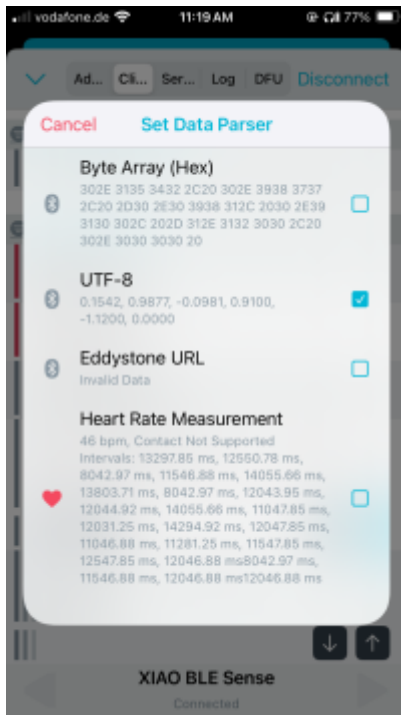 vodafone.de 11:19 AM 77%
Ad... Cli... Ser... Log DFU Disconnect
Cancel Set Data Parser
Byte Array (Hex)
302E 3135 3432 2C20 302E 3938 3737
2C20 2D30 2E30 3938 312C 2030 2E39
3130 302C 202D 312E 3132 3030 2C20
302E 3030 3030 20
UTF-8
0.1542, 0.9877, -0.0981, 0.9100,
-1.1200, 0.0000
Eddystone URL
Invalid Data
Heart Rate Measurement
46 bpm, Contact Not Supported
Intervals: 13297.85 ms, 12550.78 ms,
8042.97 ms, 11546.88 ms, 14055.66 ms,
13803.71 ms, 8042.97 ms, 12043.95 ms,
12044.92 ms, 14055.66 ms, 11047.85 ms,
12031.25 ms, 14294.92 ms, 12047.85 ms,
11046.88 ms, 11281.25 ms, 11547.85 ms,
12547.85 ms, 12046.88 ms8042.97 ms,
11546.88 ms, 12046.88 ms12046.88 ms
XIAO BLE Sense
Connected